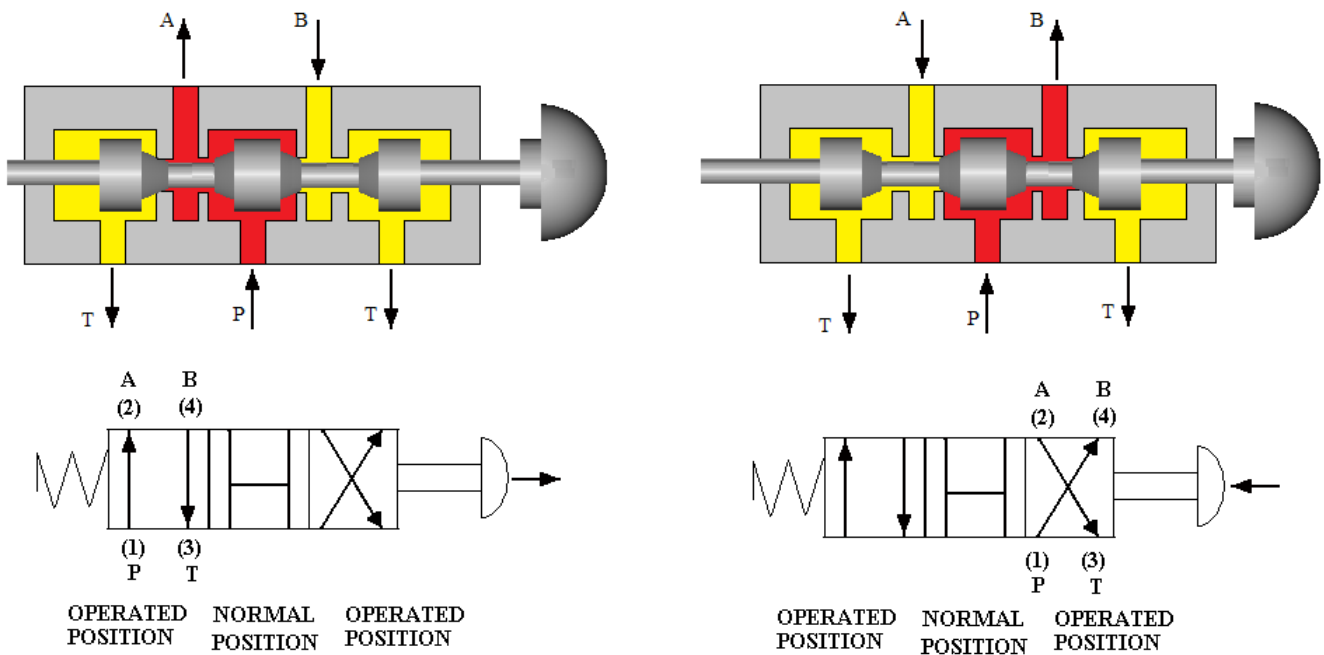 A B
T P T
A B
(2) (4)
(1) (3)
P T
OPERATED NORMAL OPERATED
POSITION POSITION POSITION
A B
T P T
A B
(2) (4)
(1) (3)
P T
OPERATED NORMAL OPERATED
POSITION POSITION POSITION